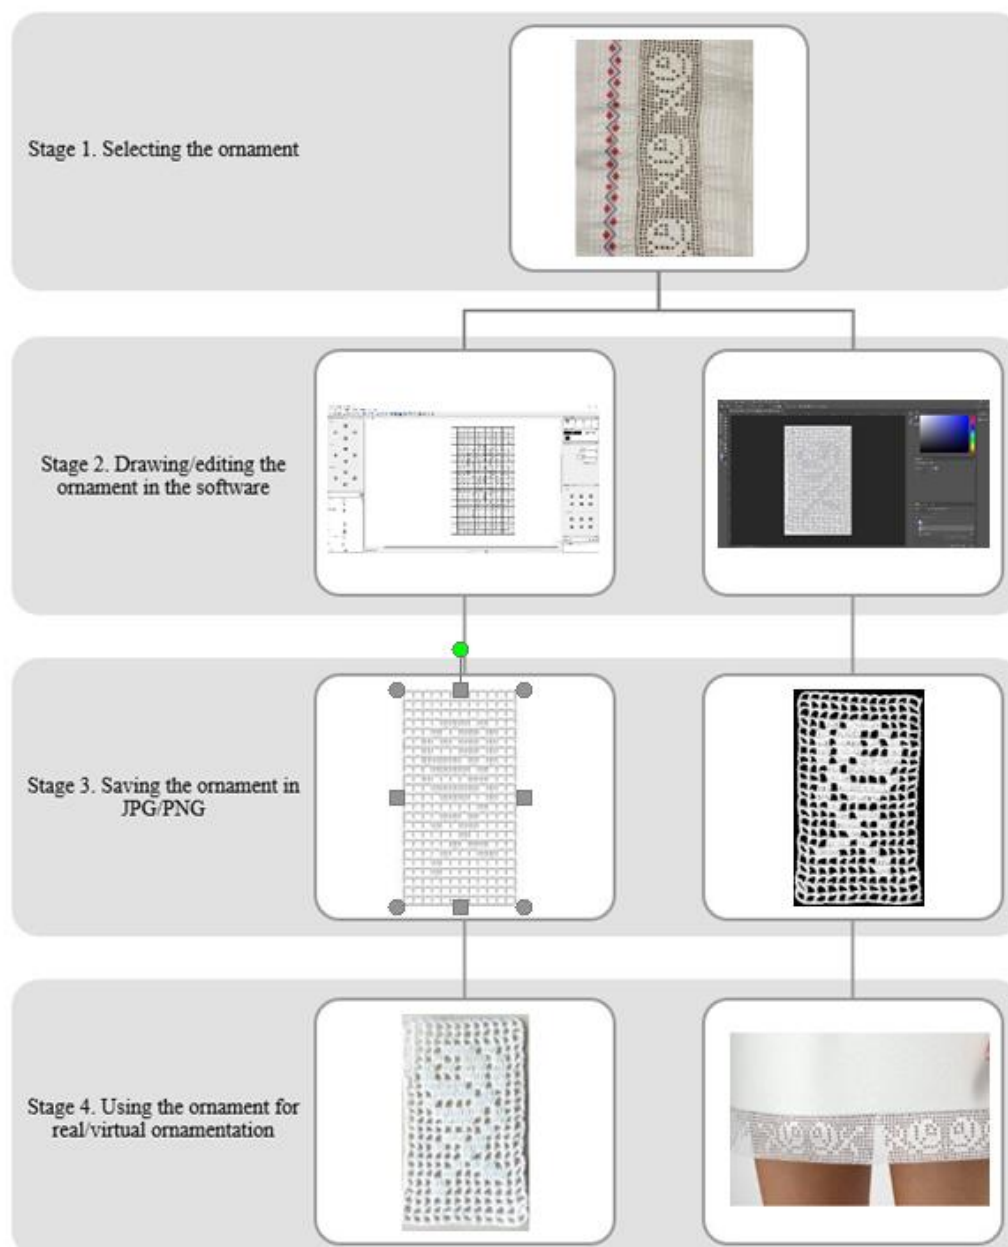 Stage 1. Selecting the ornament
Stage 2. Drawing/editing the
ornament in the software
Stage 3. Saving the ornament in
JPG/PNG
Stage 4. Using the ornament for
real/virtual ornamentation